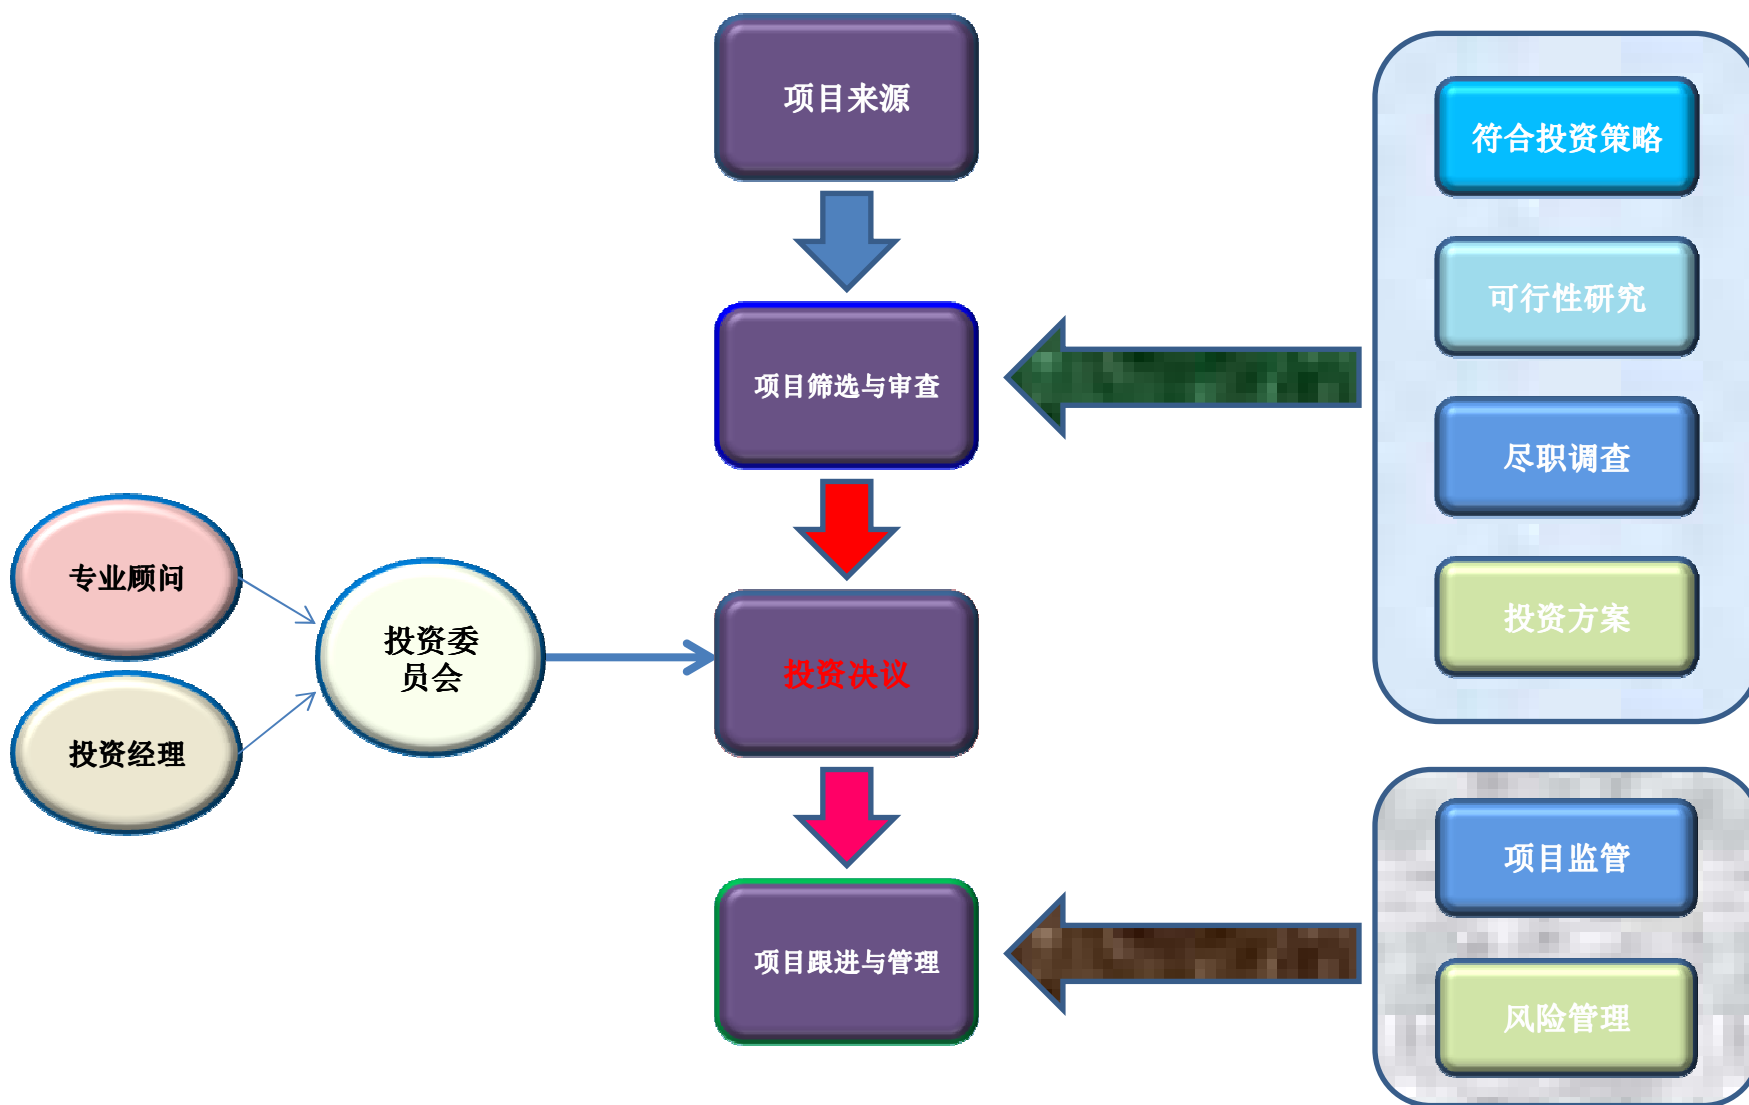 项目来源
项目筛选与审查
投资决议
项目跟进与管理
专业顾问
投资经理
投资委
员会
符合投资策略
可行性研究
尽职调查
投资方案
项目监管
风险管理